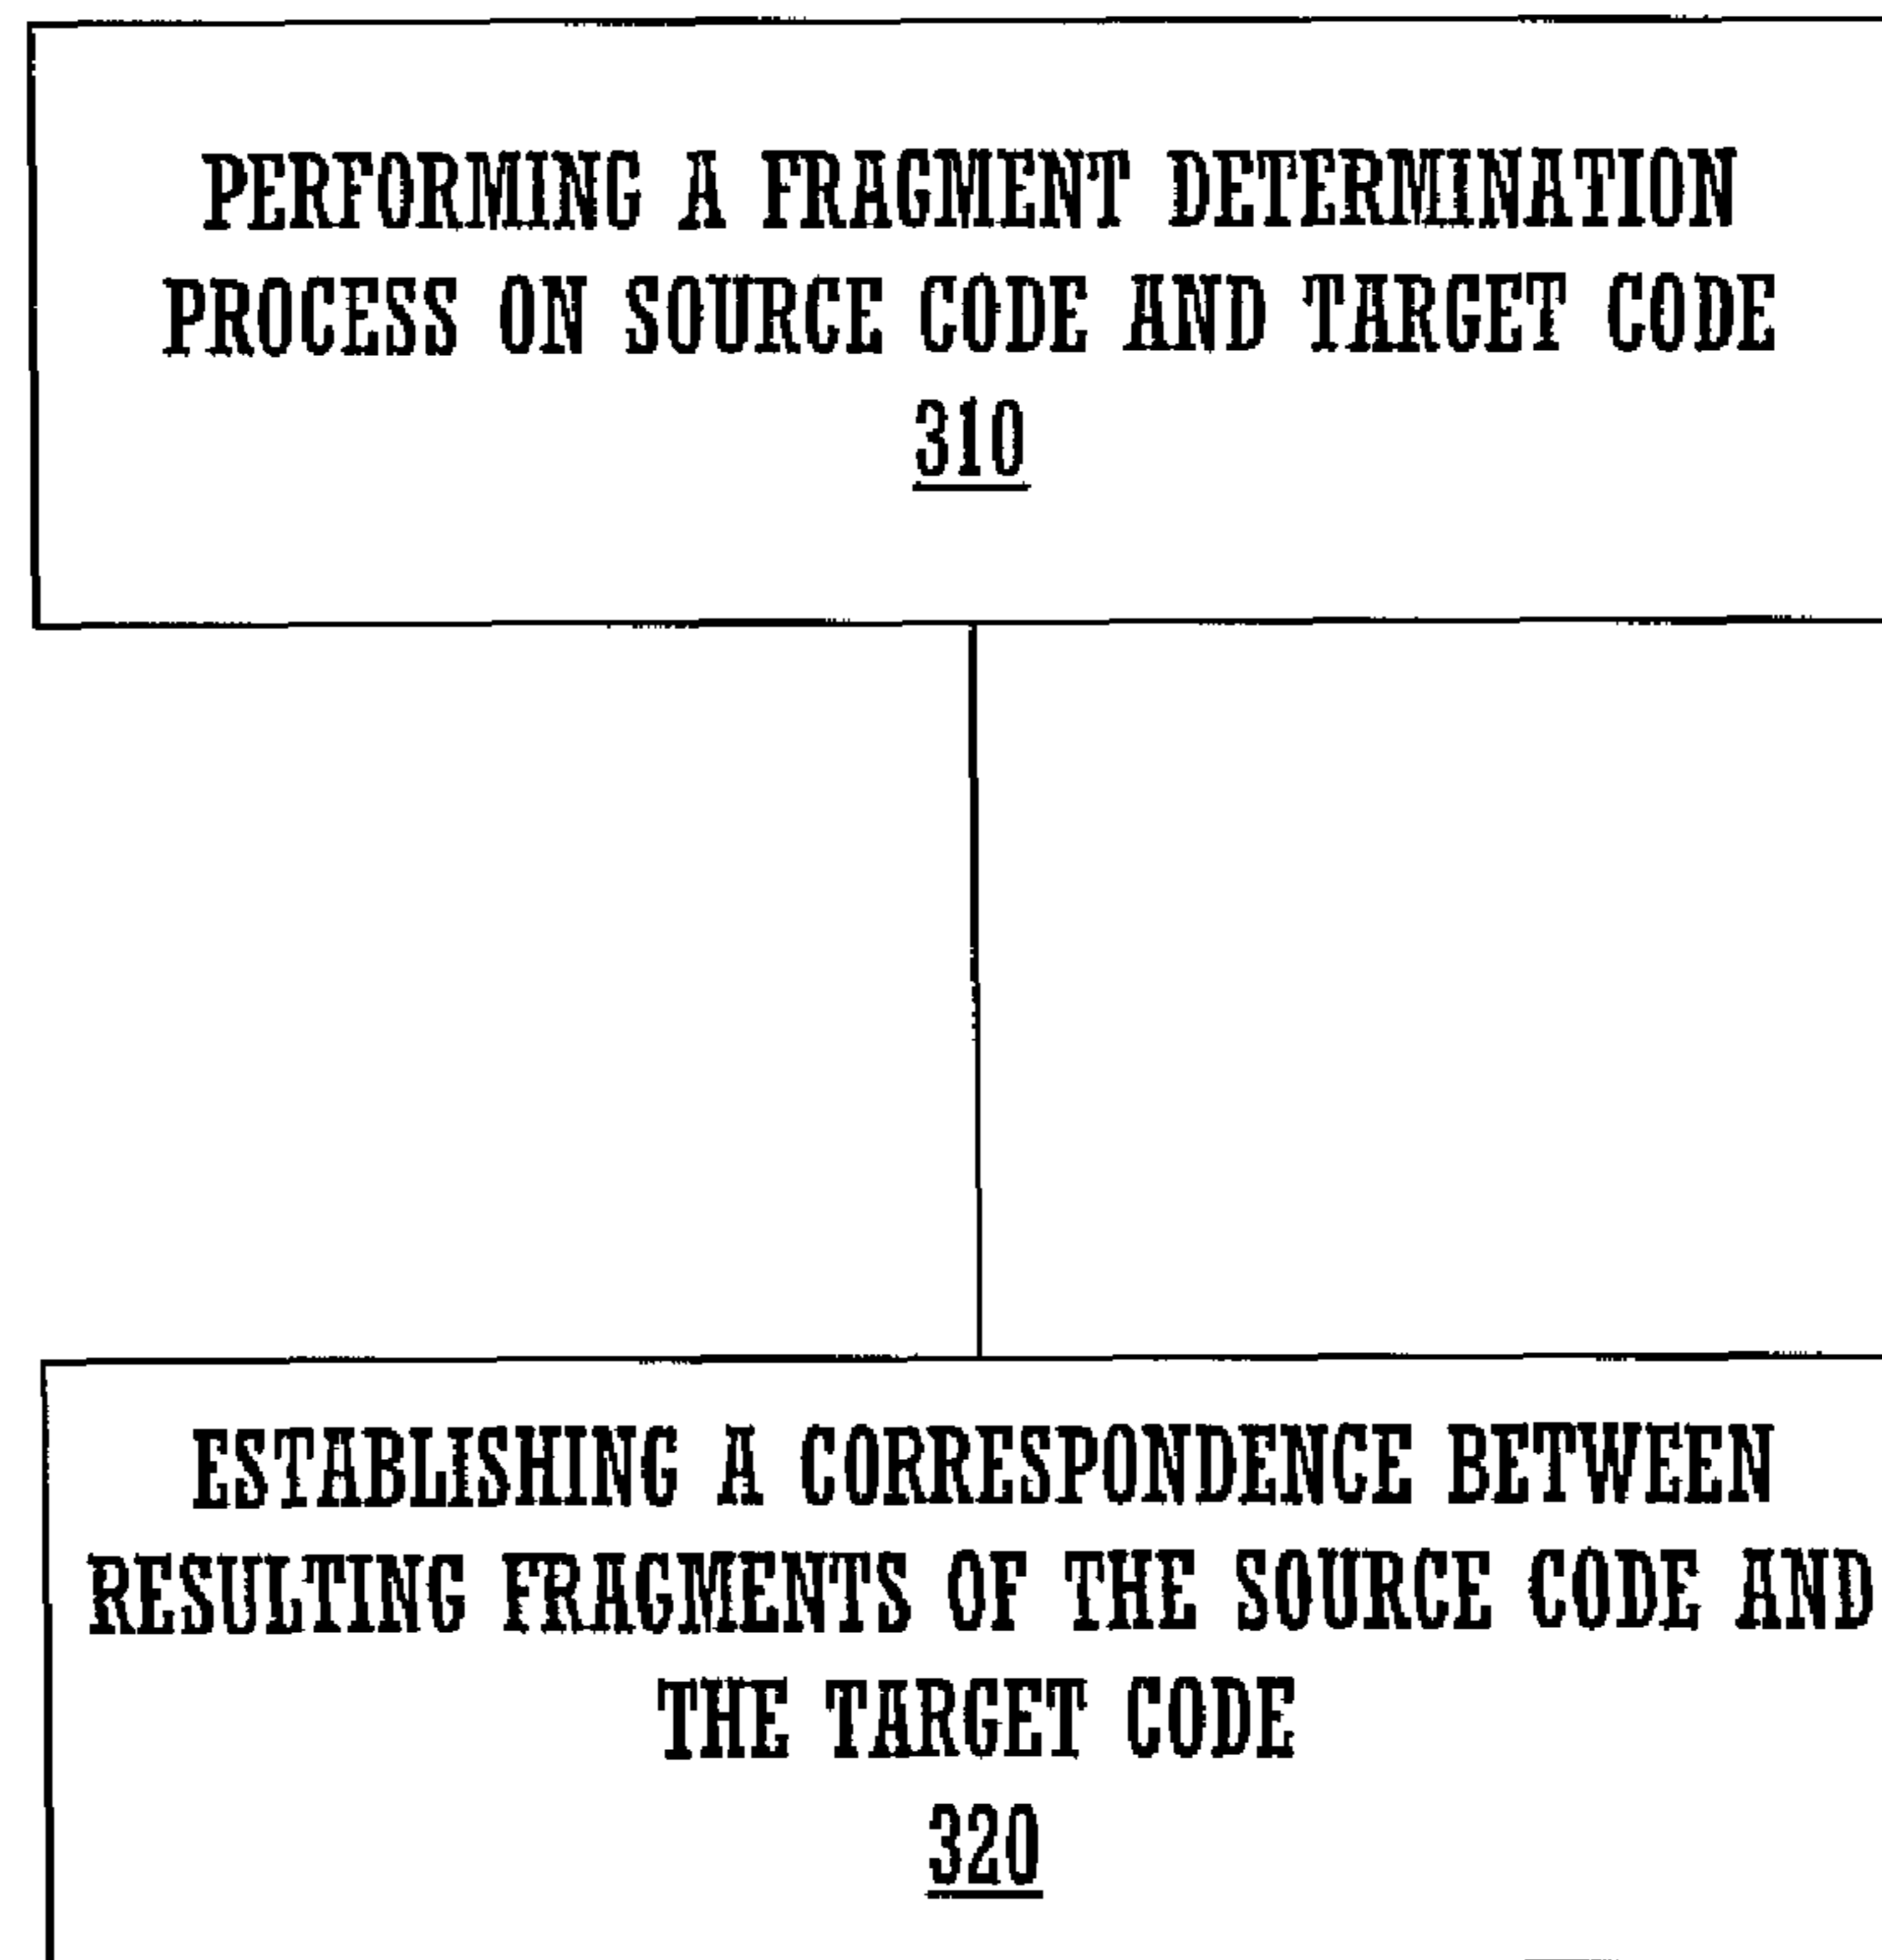 PERFORMING A FRAGMENT DETERMINATION
PROCESS ON SOURCE CODE AND TARGET CODE
310
ESTABLISHING A CORRESPONDENCE BETWEEN
RESULTING FRAGMENTS OF THE SOURCE CODE AND
THE TARGET CODE
320